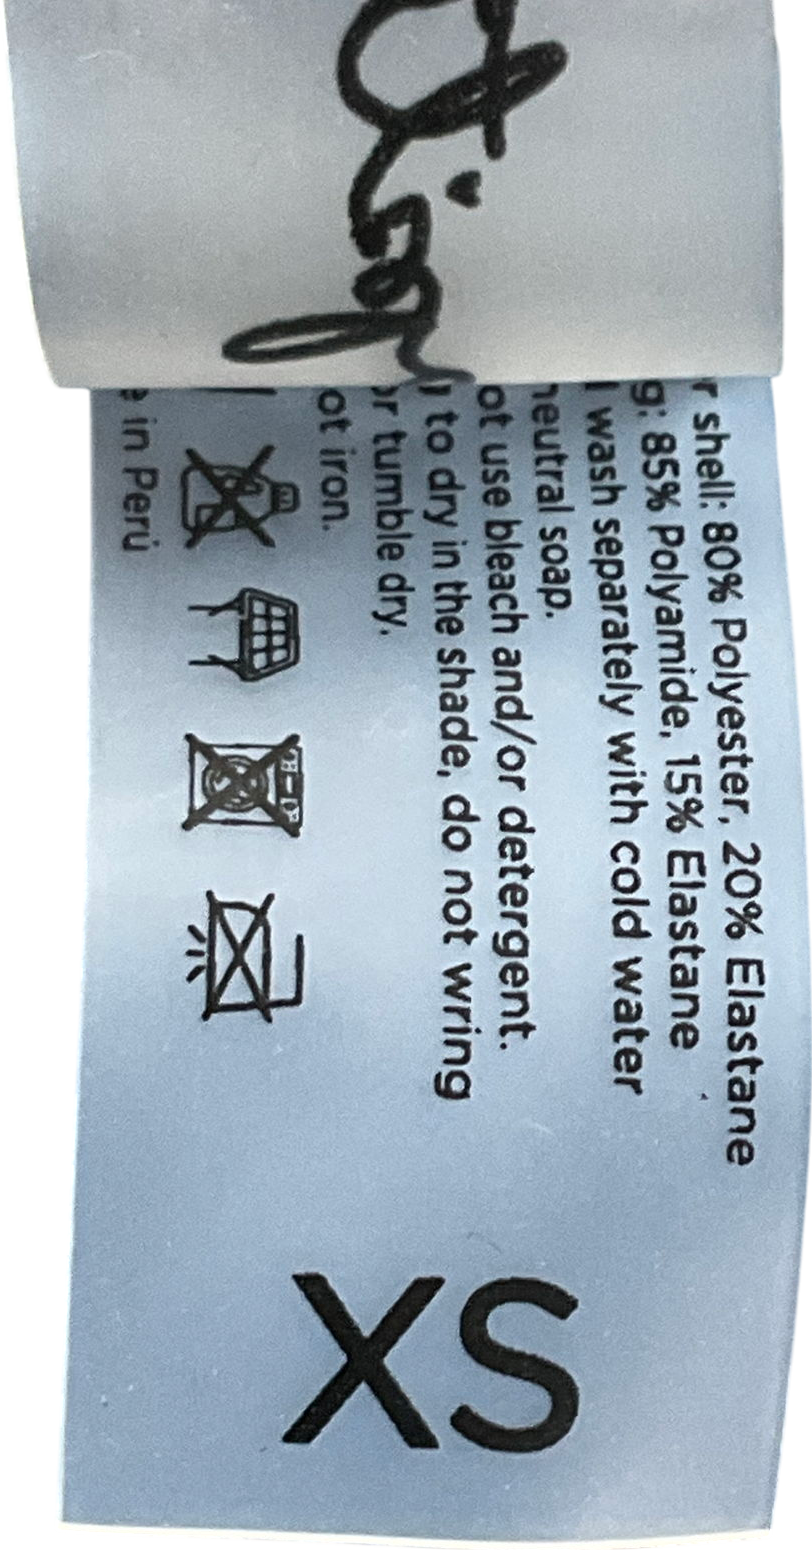 r shell: 80% Polyester, 20% Elastane
g: 85% Polyamide, 15% Elastane
wash separately with cold water
neutral soap.
ot use bleach and/or detergent.
to dry in the shade, do not wring
or tumble dry.
ot iron.
e in Perú
XS